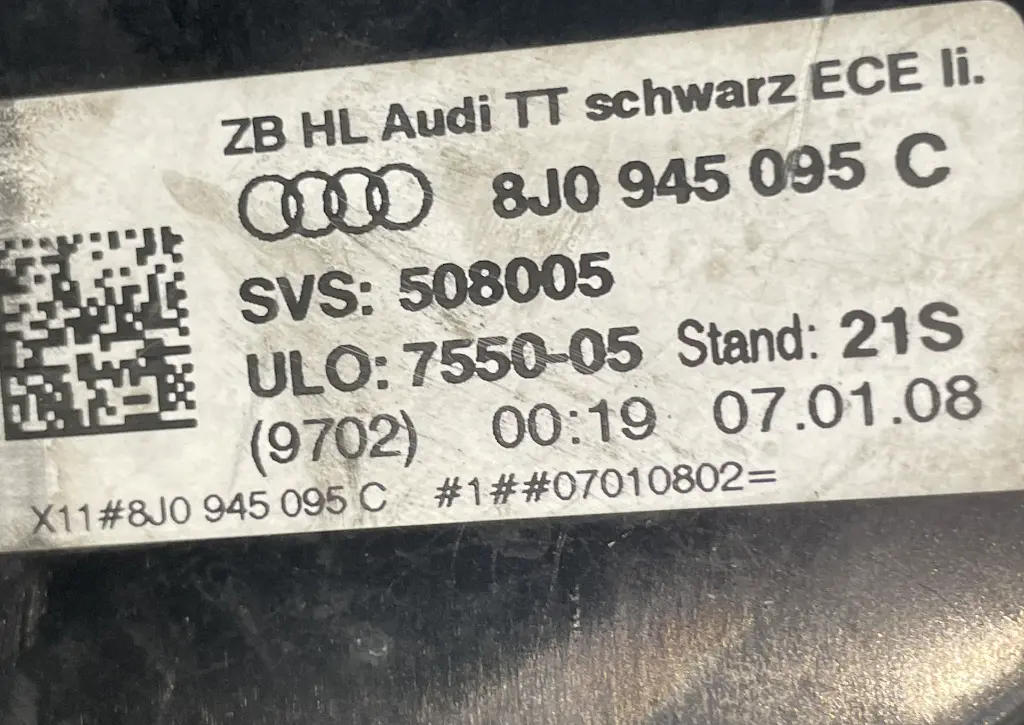 ZB HL Audi TT schwarz ECE li.
8J0 945 095 C
SVS: 508005
ULO: 7550-05 Stand: 21S
(9702) 00:19 07.01.08
X11#8J0 945 095 C #1##07010802=